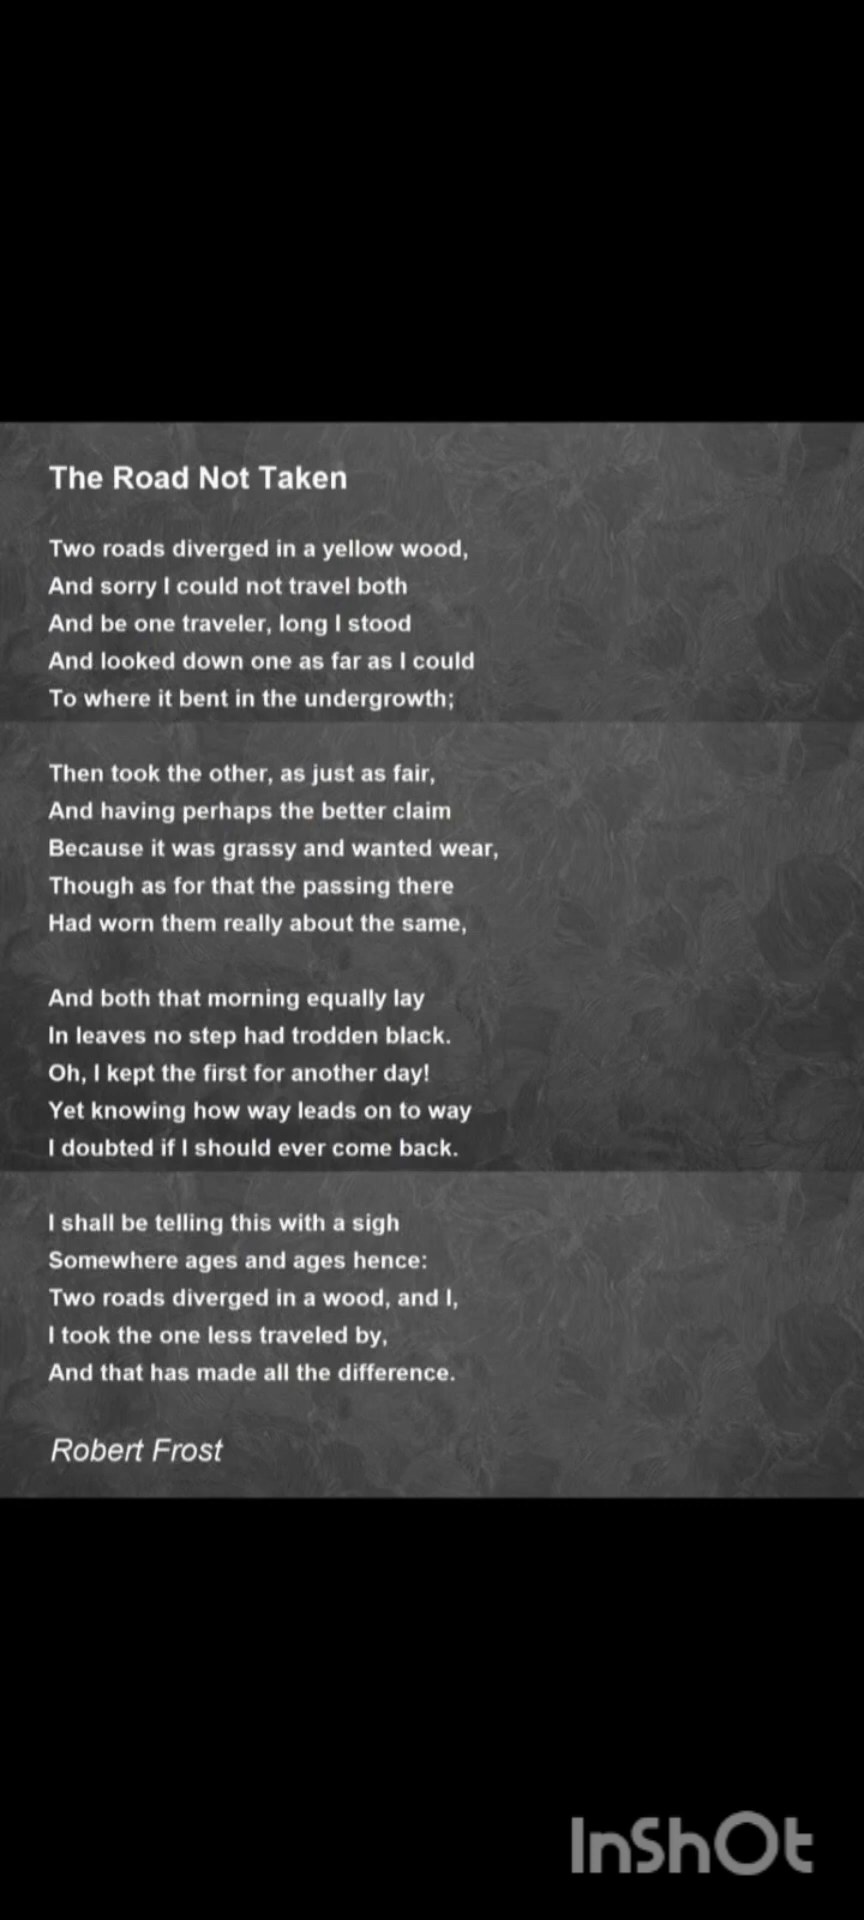 The Road Not Taken
Two roads diverged in a yellow wood,
And sorry I could not travel both
And be one traveler, long I stood
And looked down one as far as I could
To where it bent in the undergrowth;
Then took the other, as just as fair,
And having perhaps the better claim
Because it was grassy and wanted wear,
Though as for that the passing there
Had worn them really about the same,
And both that morning equally lay
In leaves no step had trodden black.
Oh, I kept the first for another day!
Yet knowing how way leads on to way
I doubted if I should ever come back.
I shall be telling this with a sigh
Somewhere ages and ages hence:
Two roads diverged in a wood, and I,
I took the one less traveled by,
And that has made all the difference.
Robert Frost
InShOt